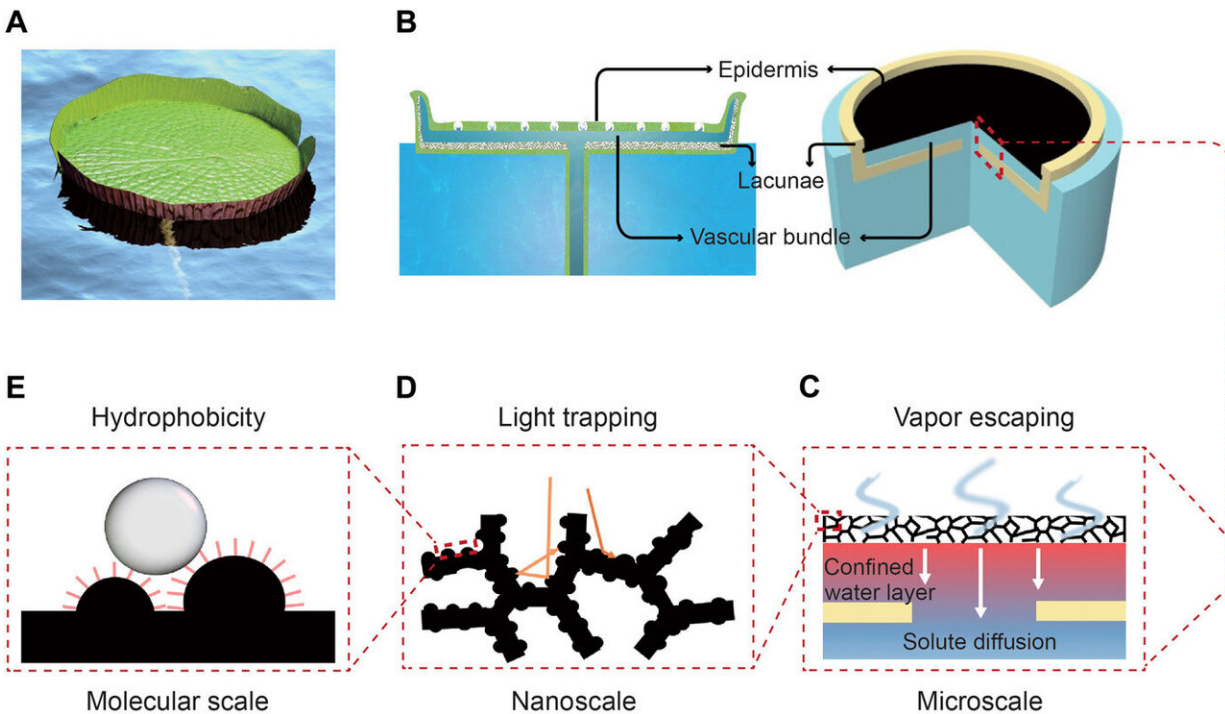 A
B
Epidermis
Lacunae
Vascular bundle
E
D
C
Hydrophobicity
Light trapping
Vapor escaping
Confined
water layer
Solute diffusion
Molecular scale
Nanoscale
Microscale